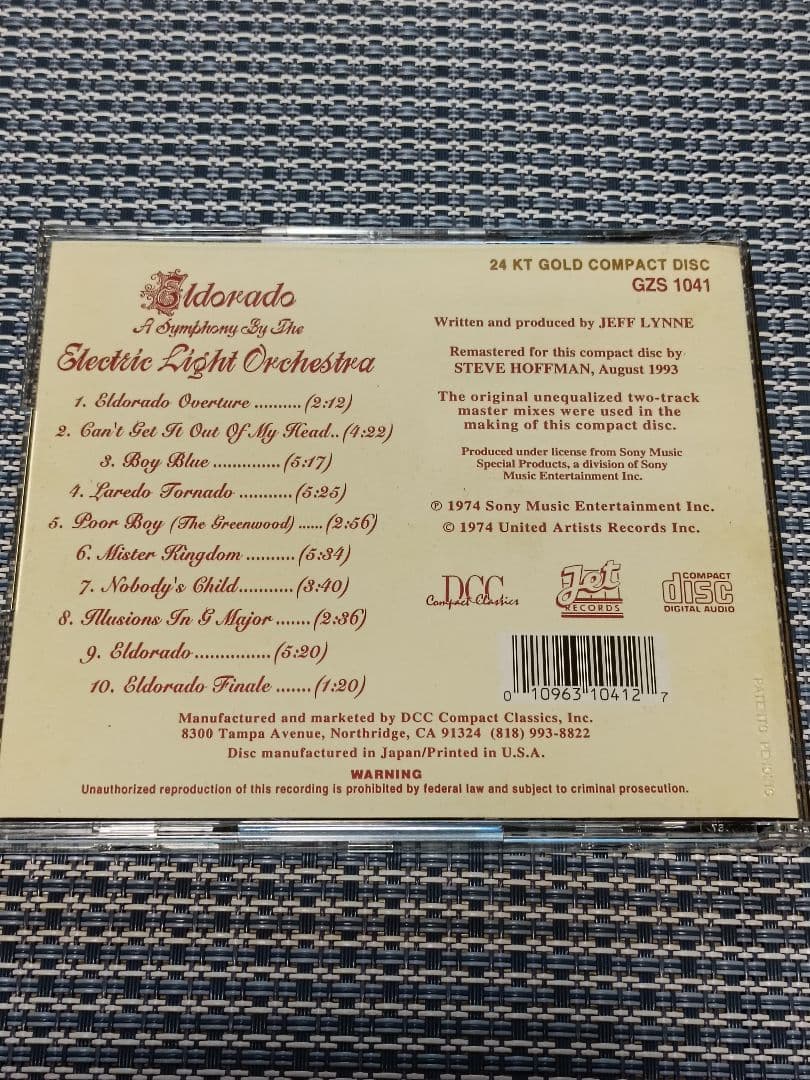 Eldorado
A Symphony By The
Electric Light Orchestra
1. Eldorado Overture ..........(2:12)
2. Can't Get It Out Of My Head..(4:22)
3. Boy Blue ..............(5:17)
4. Laredo Tornado ...........(5:25)
5. Poor Boy (The Greenwood) ......(2:56)
6. Mister Kingdom ..........(5:34)
7. Nobody's Child...........(3:40)
8. Illusions In G Major .......(2:36)
9. Eldorado...............(5:20)
10. Eldorado Finale .......(1:20)
24 KT GOLD COMPACT DISC
GZS 1041
Written and produced by JEFF LYNNE
Remastered for this compact disc by
STEVE HOFFMAN, August 1993
The original unequalized two-track
master mixes were used in the
making of this compact disc.
Produced under license from Sony Music
Special Products, a division of Sony
Music Entertainment Inc.
℗ 1974 Sony Music Entertainment Inc.
© 1974 United Artists Records Inc.
DCC
Compact Classics
Jet
RECORDS
COMPACT
disc
DIGITAL AUDIO
0 10963 10412 7
Manufactured and marketed by DCC Compact Classics, Inc.
8300 Tampa Avenue, Northridge, CA 91324 (818) 993-8822
Disc manufactured in Japan/Printed in U.S.A.
WARNING
Unauthorized reproduction of this recording is prohibited by federal law and subject to criminal prosecution.